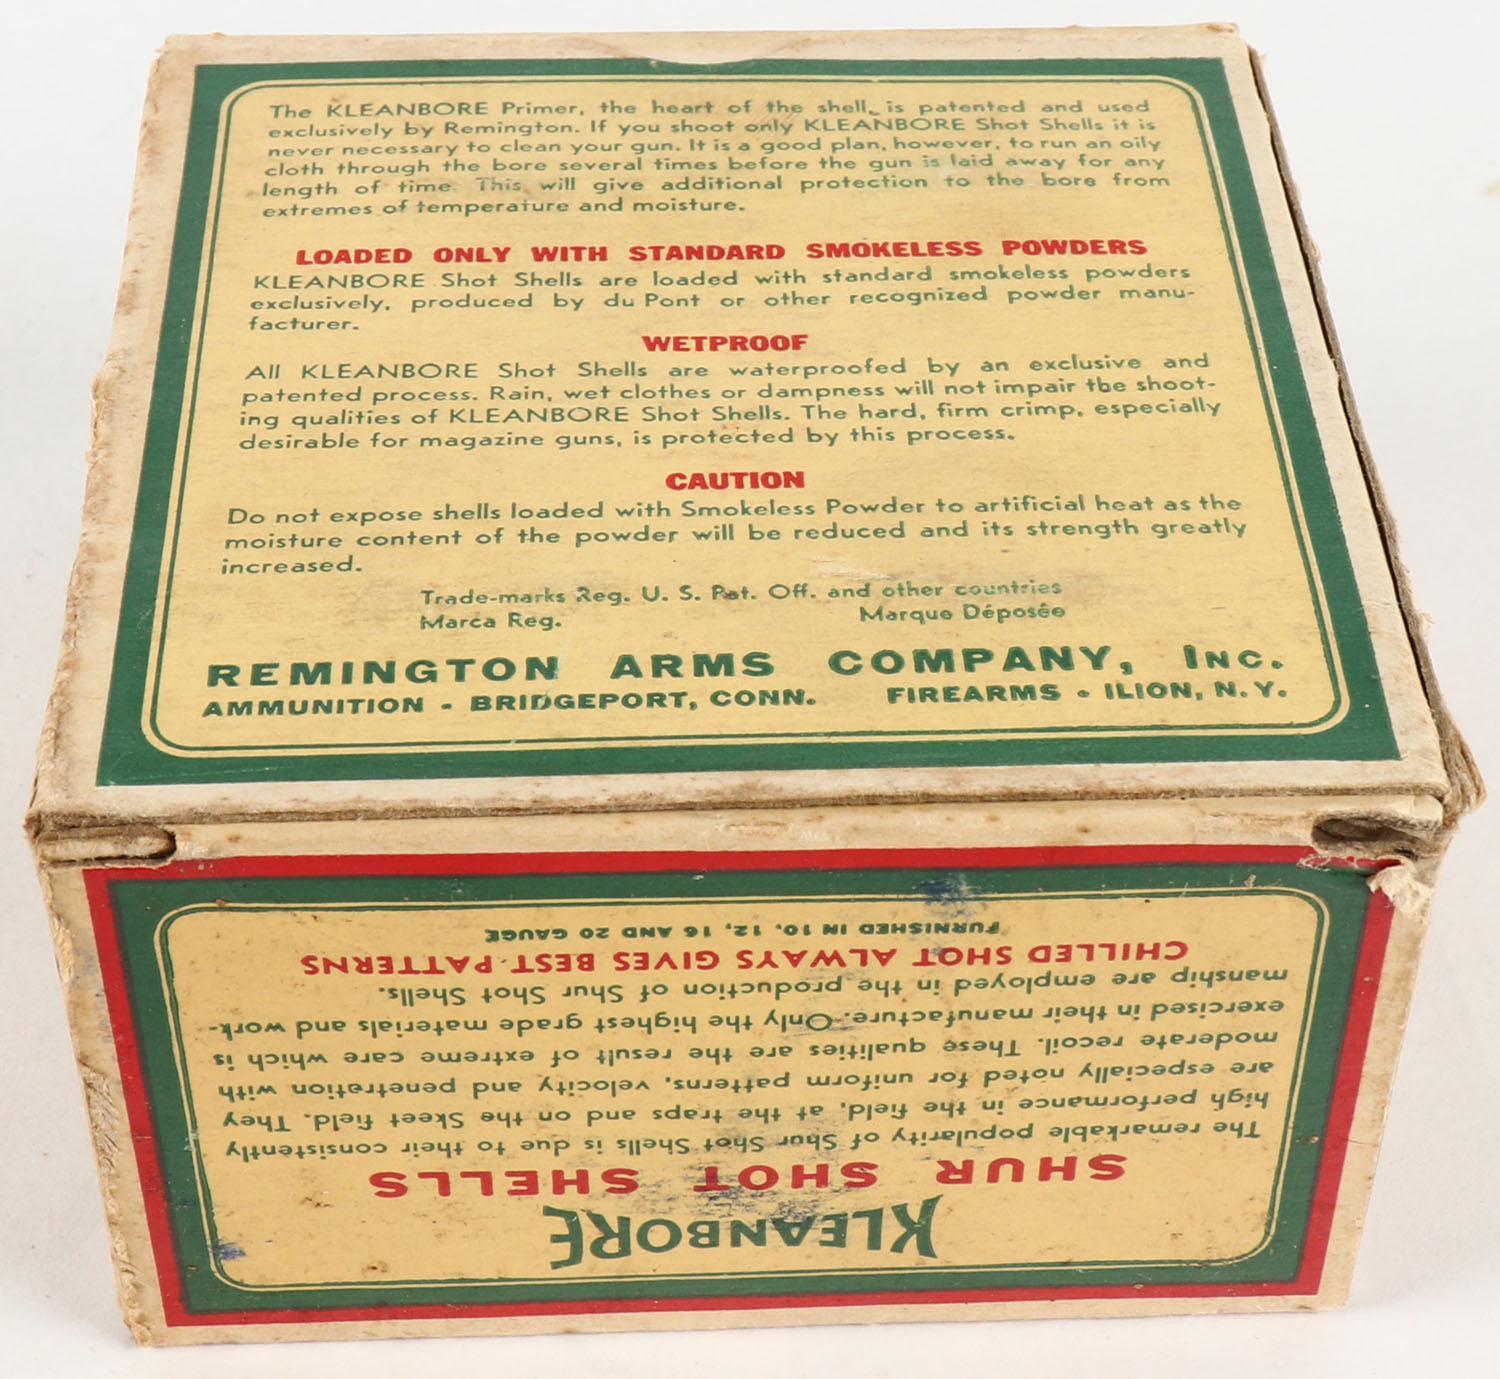 The KLEANBORE Primer, the heart of the shell, is patented and used
exclusively by Remington. If you shoot only KLEANBORE Shot Shells it is
never necessary to clean your gun. It is a good plan, however, to run an oily
cloth through the bore several times before the gun is laid away for any
length of time. This will give additional protection to the bore from
extremes of temperature and moisture.
LOADED ONLY WITH STANDARD SMOKELESS POWDERS
KLEANBORE Shot Shells are loaded with standard smokeless powders
exclusively, produced by du Pont or other recognized powder manu-
facturer.
WETPROOF
All KLEANBORE Shot Shells are waterproofed by an exclusive and
patented process. Rain, wet clothes or dampness will not impair the shoot-
ing qualities of KLEANBORE Shot Shells. The hard, firm crimp, especially
desirable for magazine guns, is protected by this process.
CAUTION
Do not expose shells loaded with Smokeless Powder to artificial heat as the
moisture content of the powder will be reduced and its strength greatly
increased.
Trade-marks Reg. U. S. Pat. Off. and other countries
Marca Reg. Marque Déposée
REMINGTON ARMS COMPANY, INC.
AMMUNITION - BRIDGEPORT, CONN. FIREARMS • ILION, N. Y.
KLEANBORE
SHUR SHOT SHELLS
The remarkable popularity of Shur Shot Shells is due to their consistently
high performance in the field, at the traps and on the Skeet field. They
are especially noted for uniform patterns, velocity and penetration with
moderate recoil. These qualities are the result of extreme care which is
exercised in their manufacture. Only the highest grade materials and work-
manship are employed in the production of Shur Shot Shells.
CHILLED SHOT ALWAYS GIVES BEST PATTERNS
FURNISHED IN 10, 12, 16 AND 20 GAUGE